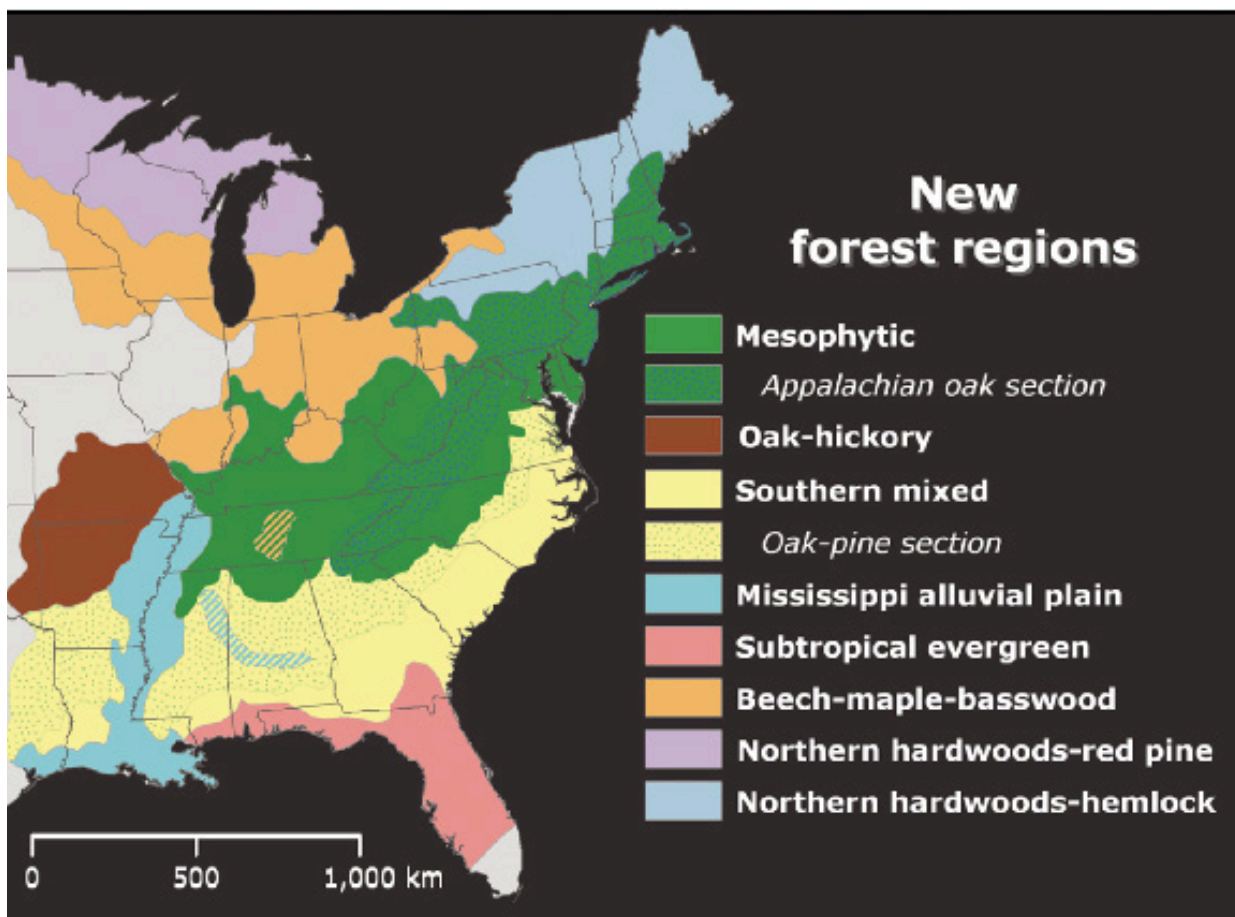 New
forest regions
Mesophytic
Appalachian oak section
Oak-hickory
Southern mixed
Oak-pine section
Mississippi alluvial plain
Subtropical evergreen
Beech-maple-basswood
Northern hardwoods-red pine
Northern hardwoods-hemlock
0 500 1,000 km